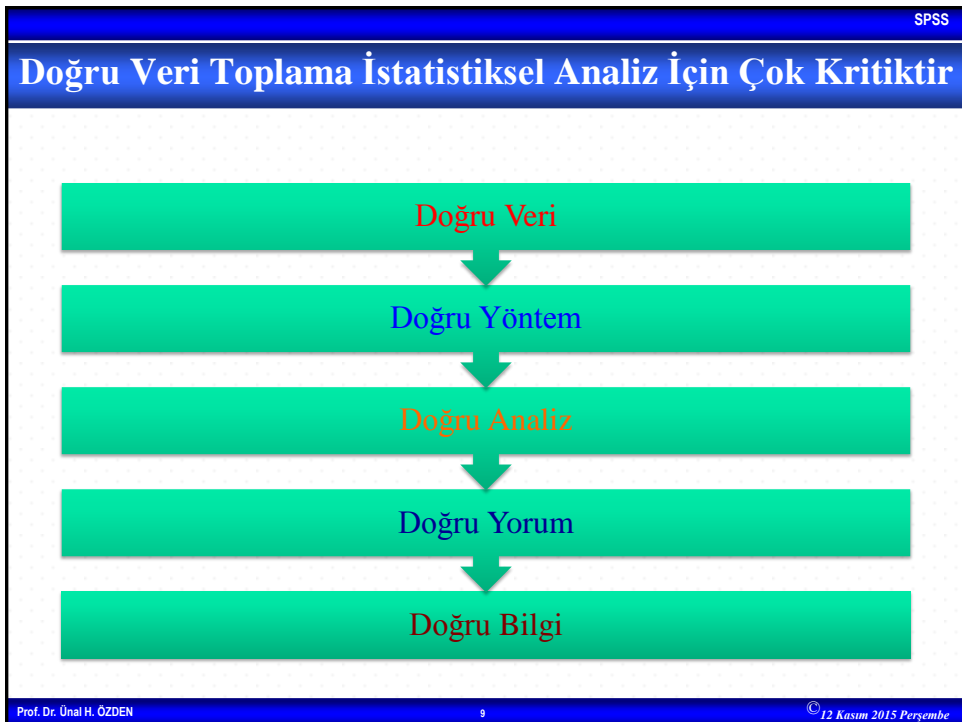 SPSS
Doğru Veri Toplama İstatistiksel Analiz İçin Çok Kritiktir
Doğru Veri
Doğru Yöntem
Doğru Analiz
Doğru Yorum
Doğru Bilgi
Prof. Dr. Ünal H. ÖZDEN
9
©12 Kasım 2015 Perşembe